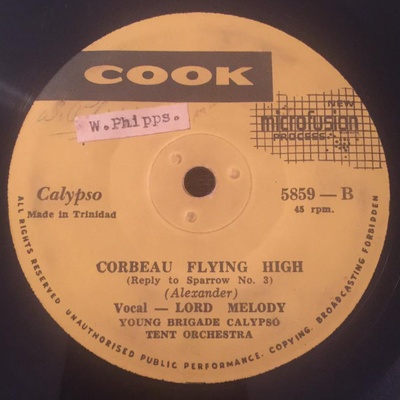 COOK
W. Phipps.
NEW
microfusion
PROCESS
Calypso
Made in Trinidad
5859 — B
45 rpm.
CORBEAU FLYING HIGH
(Reply to Sparrow No. 3)
(Alexander)
Vocal — LORD MELODY
YOUNG BRIGADE CALYPSO
TENT ORCHESTRA
ALL RIGHTS RESERVED UNAUTHORISED PUBLIC PERFORMANCE, COPYING, BROADCASTING FORBIDDEN